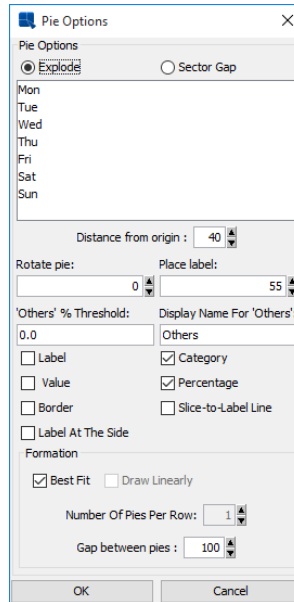 Pie Options
Pie Options
Explode Sector Gap
Mon
Tue
Wed
Thu
Fri
Sat
Sun
Distance from origin : 40
Rotate pie: Place label:
0 55
'Others' % Threshold: Display Name For 'Others':
0.0 Others
Label Category
Value Percentage
Border Slice-to-Label Line
Label At The Side
Formation
Best Fit Draw Linearly
Number Of Pies Per Row: 1
Gap between pies : 100
OK Cancel